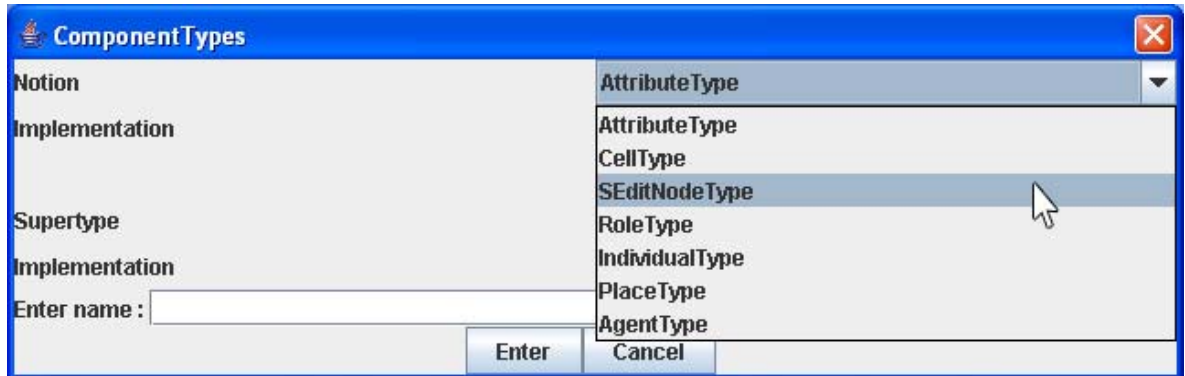 ComponentTypes
Notion
AttributeType
Implementation
AttributeType
CellType
SEditNodeType
Supertype
RoleType
Implementation
IndividualType
PlaceType
Enter name :
AgentType
Enter
Cancel